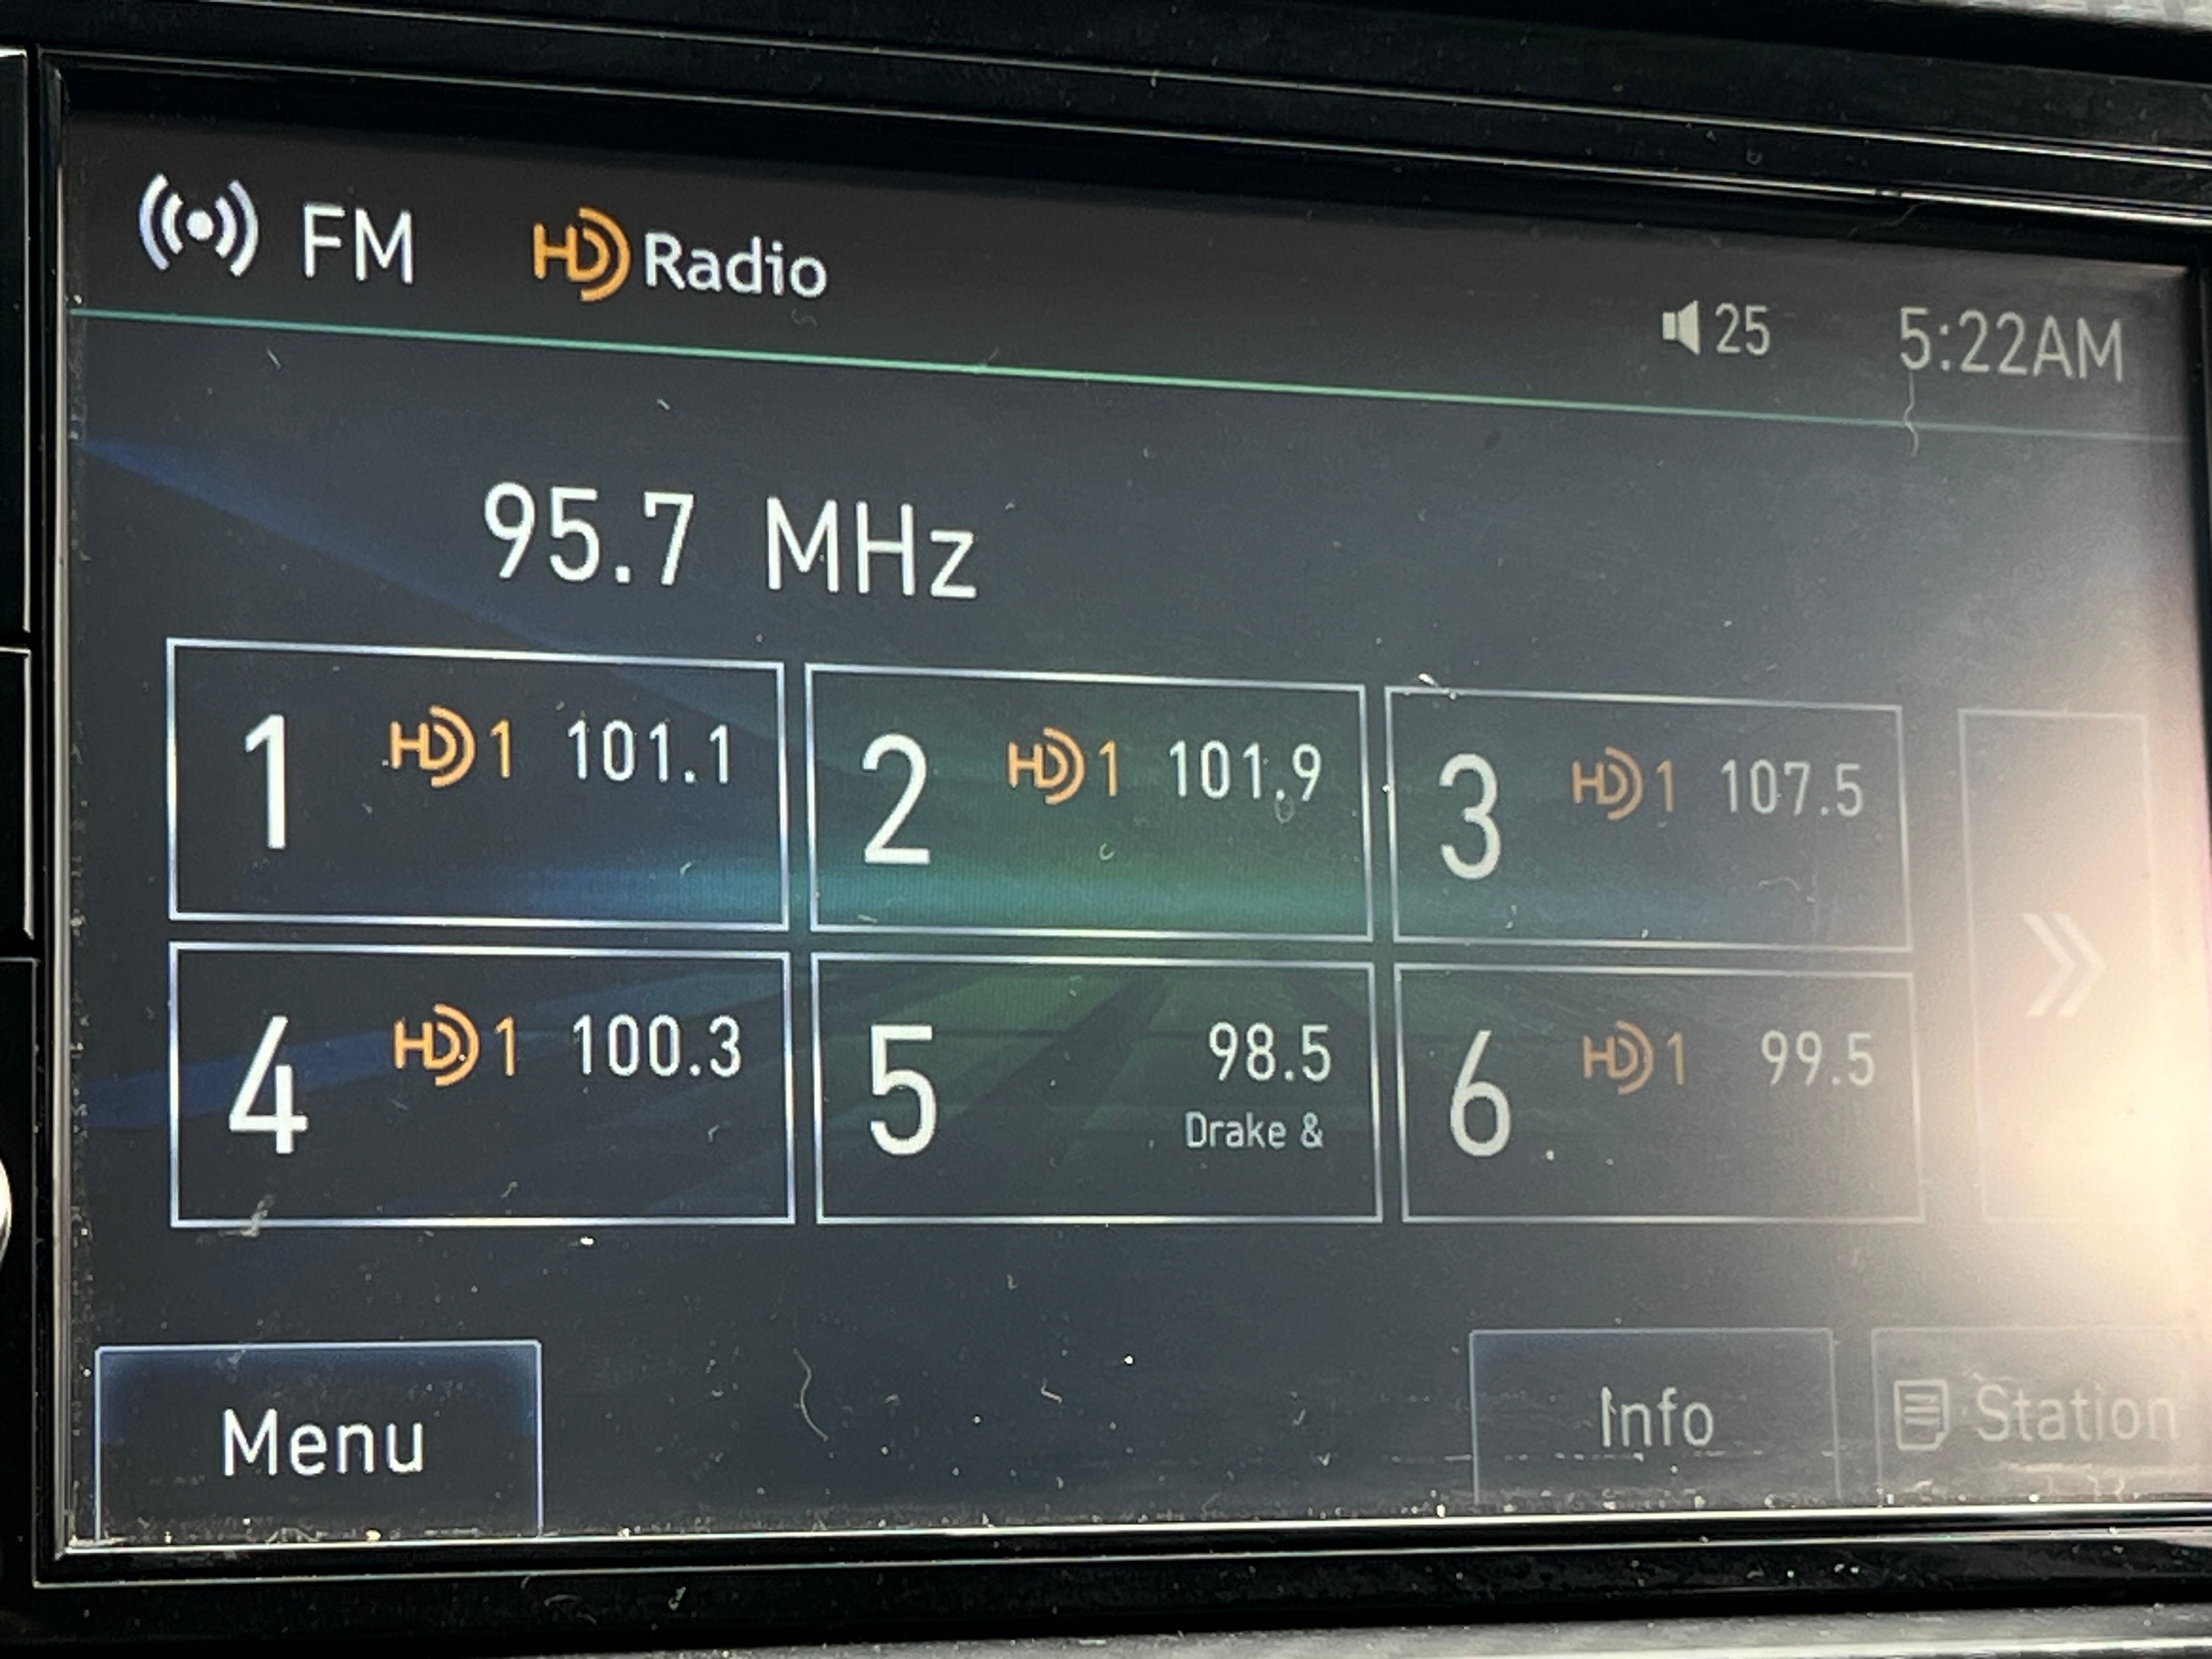 FM HD Radio 25 5:22AM
95.7 MHz
1 HD 1 101.1
2 HD 1 101.9
3 HD 1 107.5
4 HD 1 100.3
5 98.5
Drake &
6 HD 1 99.5
Menu Info Station